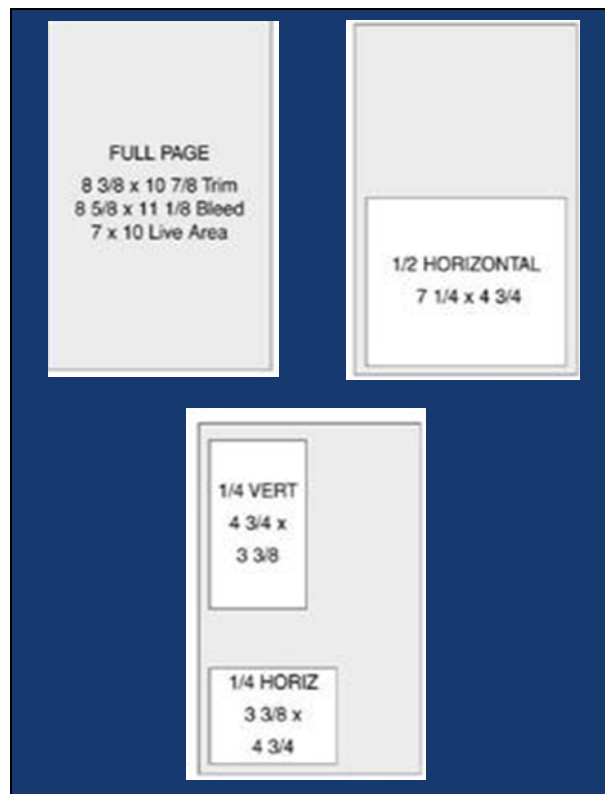 FULL PAGE
8 3/8 x 10 7/8 Trim
8 5/8 x 11 1/8 Bleed
7 x 10 Live Area
1/2 HORIZONTAL
7 1/4 x 4 3/4
1/4 VERT
4 3/4 x
3 3/8
1/4 HORIZ
3 3/8 x
4 3/4